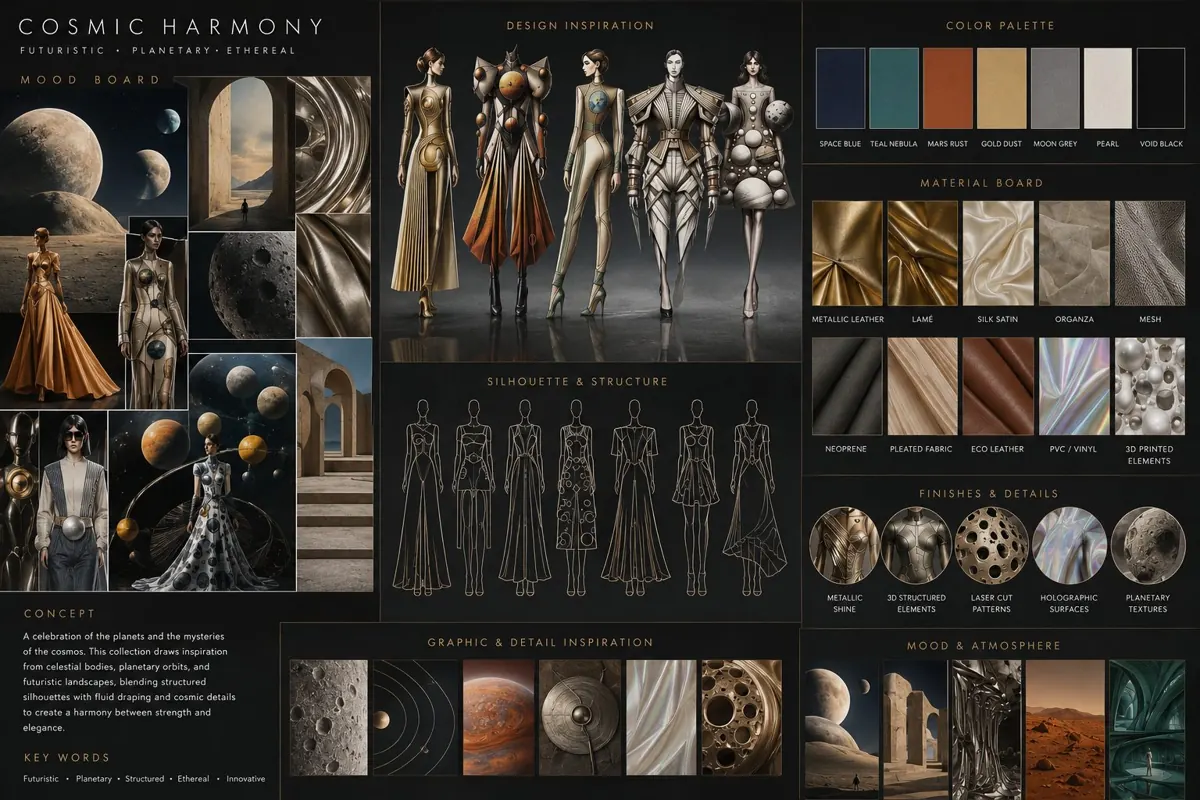 COSMIC HARMONY
FUTURISTIC • PLANETARY • ETHEREAL
MOOD BOARD
CONCEPT
A celebration of the planets and the mysteries
of the cosmos. This collection draws inspiration
from celestial bodies, planetary orbits, and
futuristic landscapes, blending structured
silhouettes with fluid draping and cosmic details
to create a harmony between strength and
elegance.
KEY WORDS
Futuristic • Planetary • Structured • Ethereal • Innovative
DESIGN INSPIRATION
SILHOUETTE & STRUCTURE
GRAPHIC & DETAIL INSPIRATION
COLOR PALETTE
SPACE BLUE
TEAL NEBULA
MARS RUST
GOLD DUST
MOON GREY
PEARL
VOID BLACK
MATERIAL BOARD
METALLIC LEATHER
LAMÉ
SILK SATIN
ORGANZA
MESH
NEOPRENE
PLEATED FABRIC
ECO LEATHER
PVC / VINYL
3D PRINTED
ELEMENTS
FINISHES & DETAILS
METALLIC
SHINE
3D STRUCTURED
ELEMENTS
LASER CUT
PATTERNS
HOLOGRAPHIC
SURFACES
PLANETARY
TEXTURES
MOOD & ATMOSPHERE